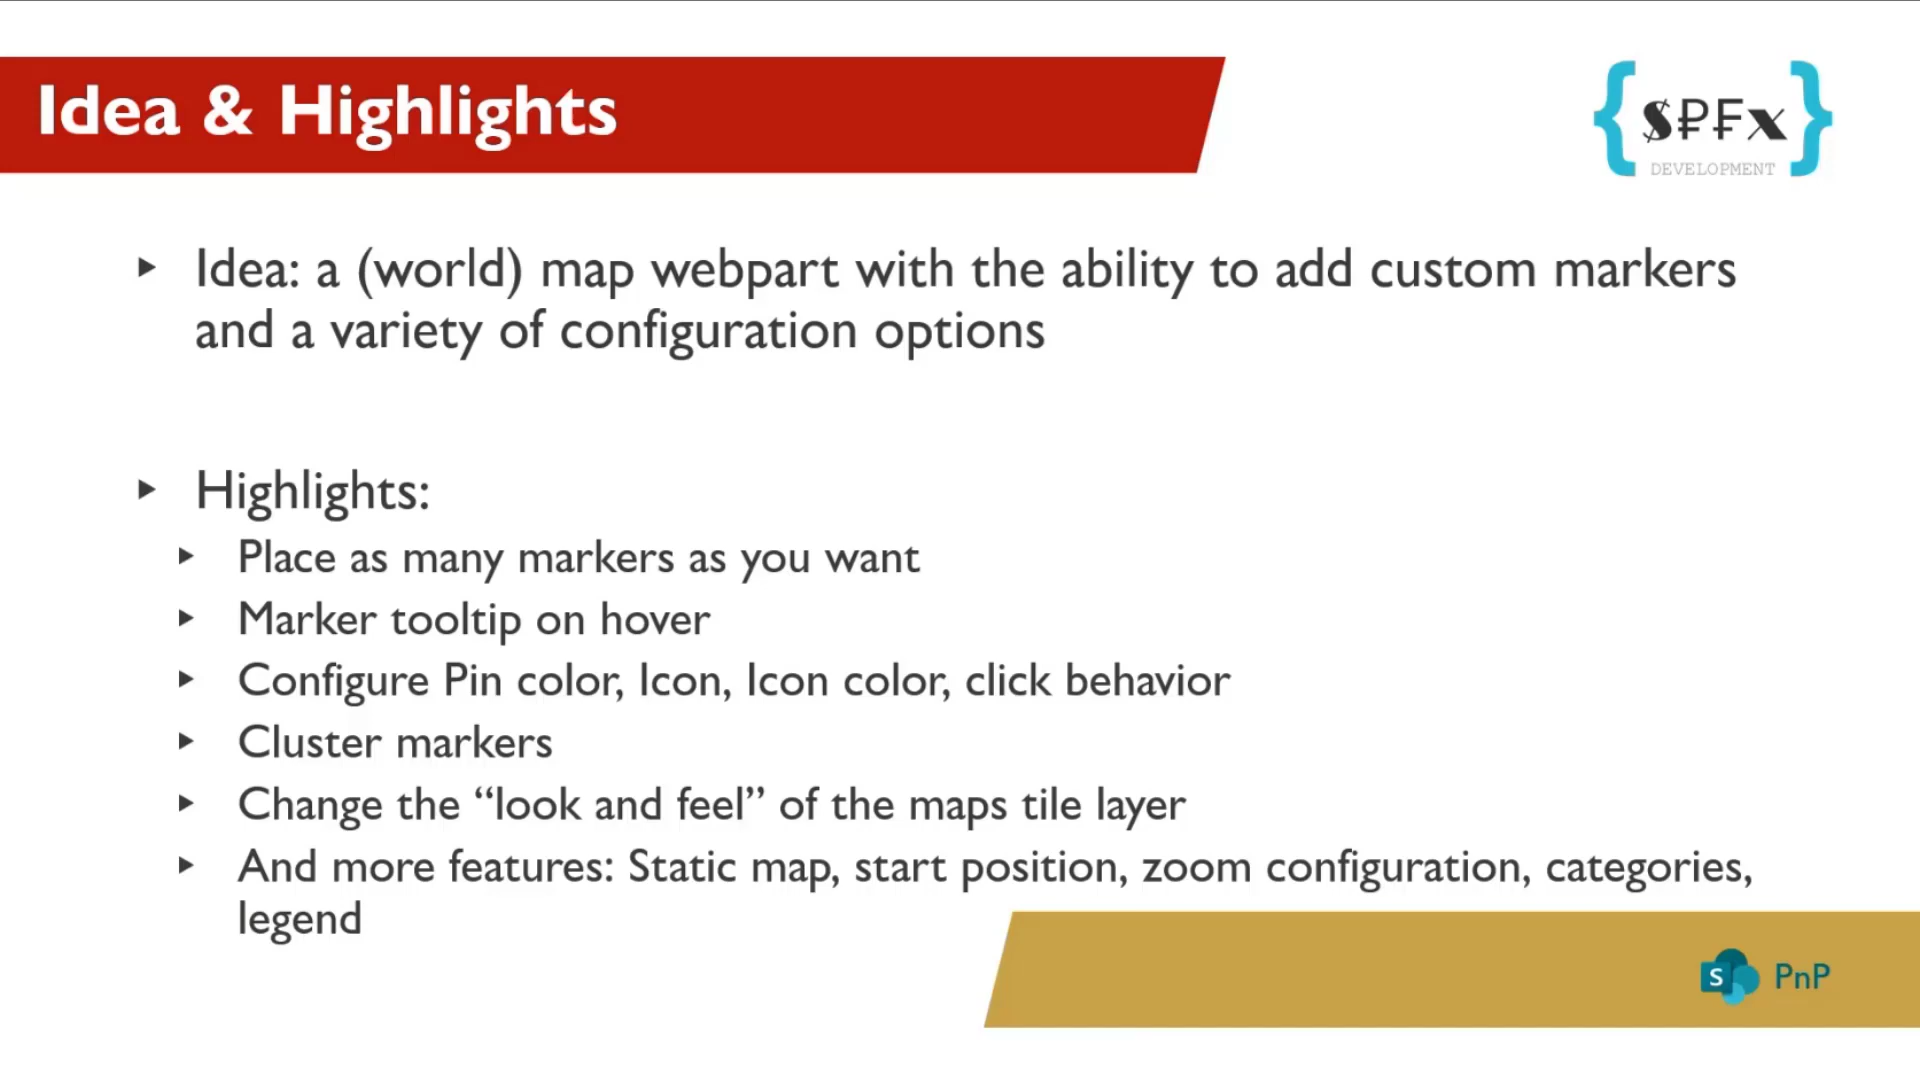 Idea & Highlights
{$₽₣x}
DEVELOPMENT
Idea: a (world) map webpart with the ability to add custom markers
and a variety of configuration options
Highlights:
Place as many markers as you want
Marker tooltip on hover
Configure Pin color, Icon, Icon color, click behavior
Cluster markers
Change the “look and feel” of the maps tile layer
And more features: Static map, start position, zoom configuration, categories,
legend
S PnP